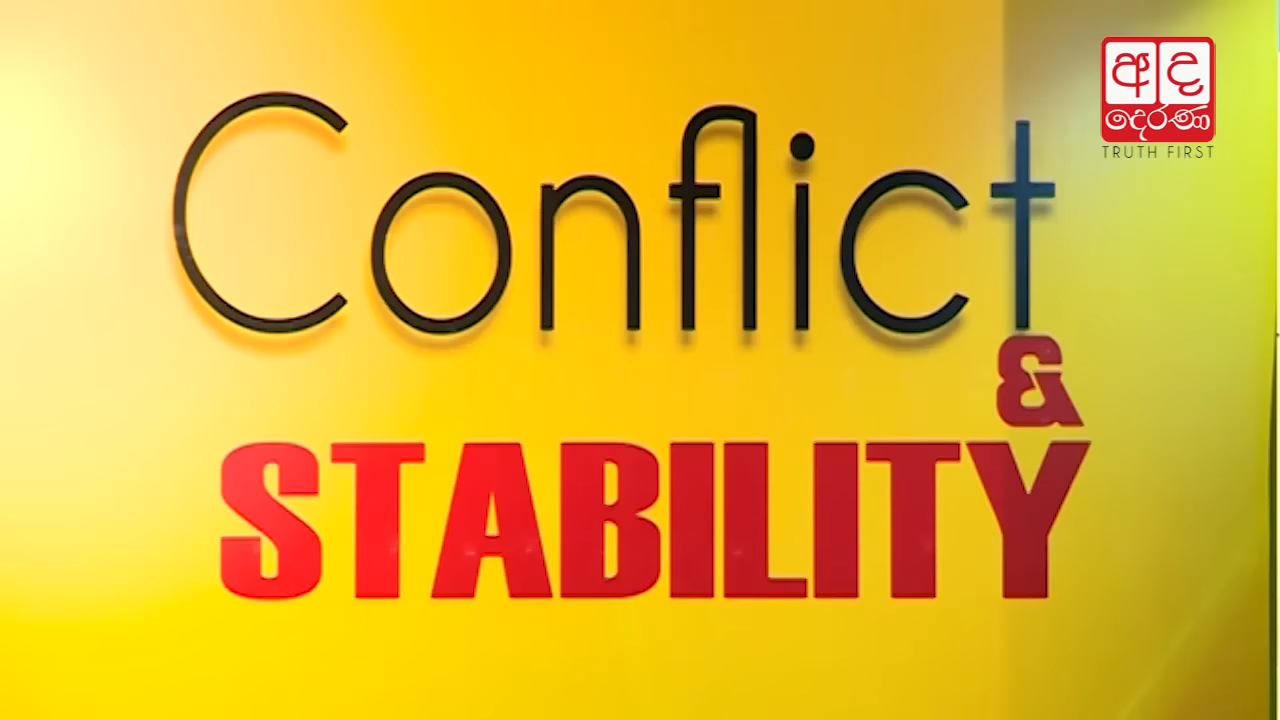 Conflict
&
STABILITY
අද
දෙරණ
TRUTH FIRST